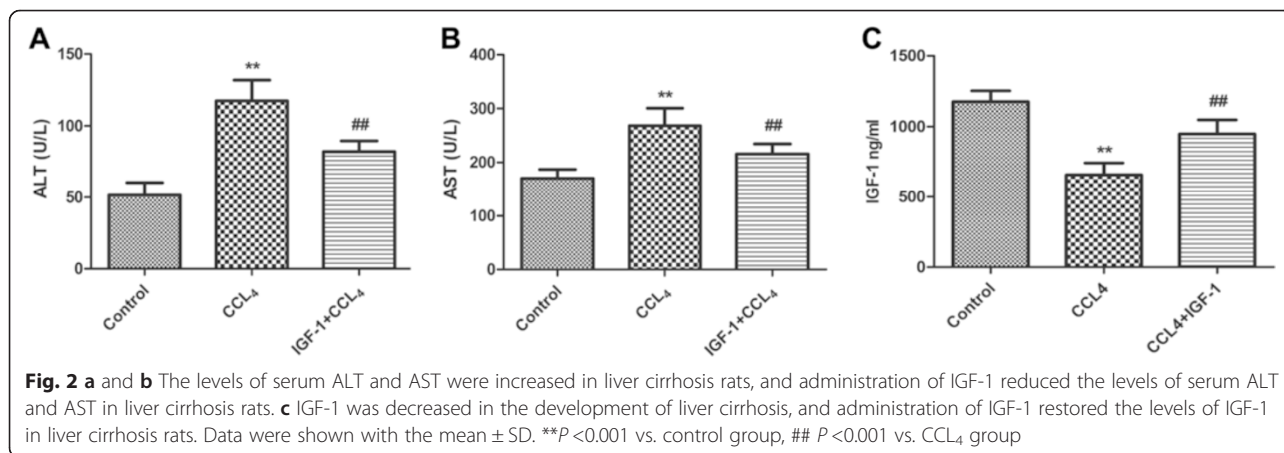 A
B
C
150
100
50
0
ALT (U/L)
**
##
Control
CCL₄
IGF-1+CCL₄
400
300
200
100
0
AST (U/L)
**
##
Control
CCL₄
IGF-1+CCL₄
1500
1000
500
0
IGF-1 ng/ml
**
##
Control
CCL4
CCL4+IGF-1
Fig. 2 a and b The levels of serum ALT and AST were increased in liver cirrhosis rats, and administration of IGF-1 reduced the levels of serum ALT
and AST in liver cirrhosis rats. c IGF-1 was decreased in the development of liver cirrhosis, and administration of IGF-1 restored the levels of IGF-1
in liver cirrhosis rats. Data were shown with the mean ± SD. **P <0.001 vs. control group, ## P <0.001 vs. CCL₄ group